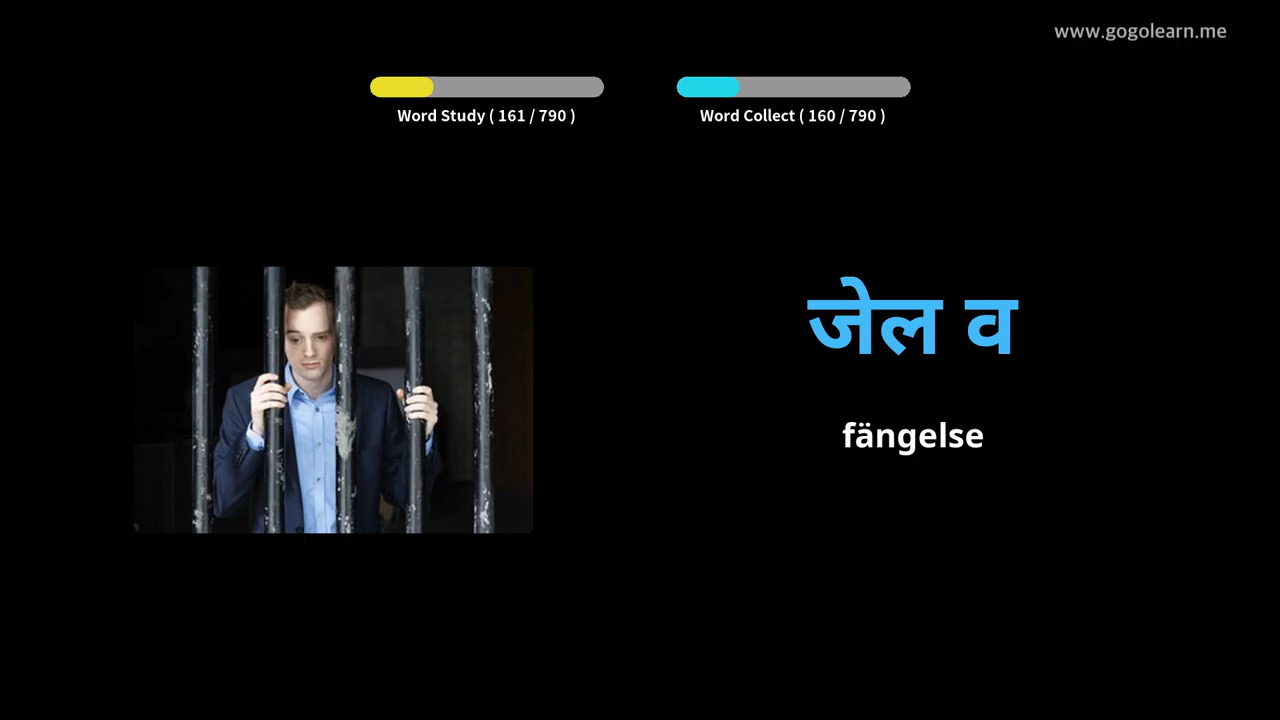 www.gogolearn.me
Word Study ( 161 / 790 )
Word Collect ( 160 / 790 )
जेल व
fängelse